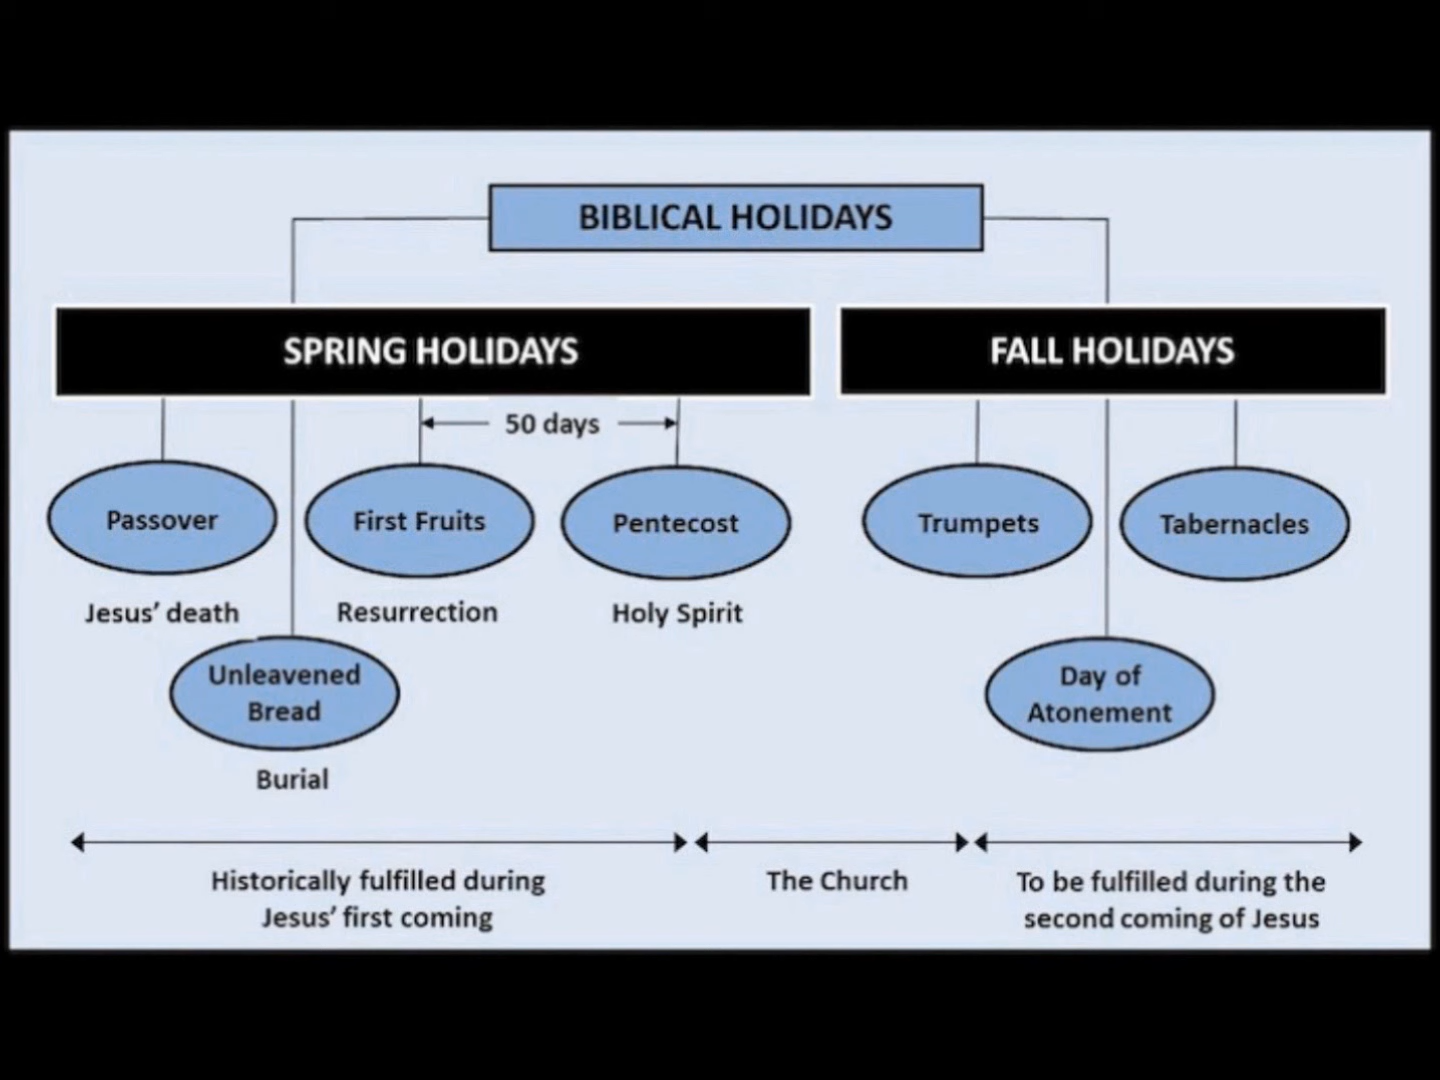 BIBLICAL HOLIDAYS
SPRING HOLIDAYS
FALL HOLIDAYS
50 days
Passover
First Fruits
Pentecost
Trumpets
Tabernacles
Jesus’ death
Resurrection
Holy Spirit
Unleavened
Bread
Day of
Atonement
Burial
Historically fulfilled during
Jesus’ first coming
The Church
To be fulfilled during the
second coming of Jesus